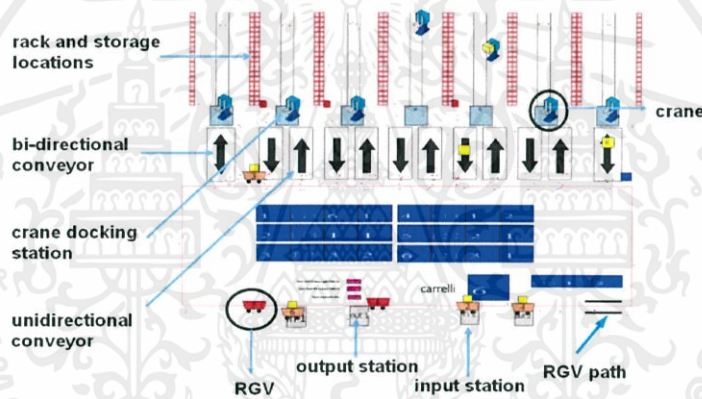 rack and storage
locations
crane
bi-directional
conveyor
crane docking
station
carrelli
unidirectional
conveyor
output station
input station
RGV path
RGV